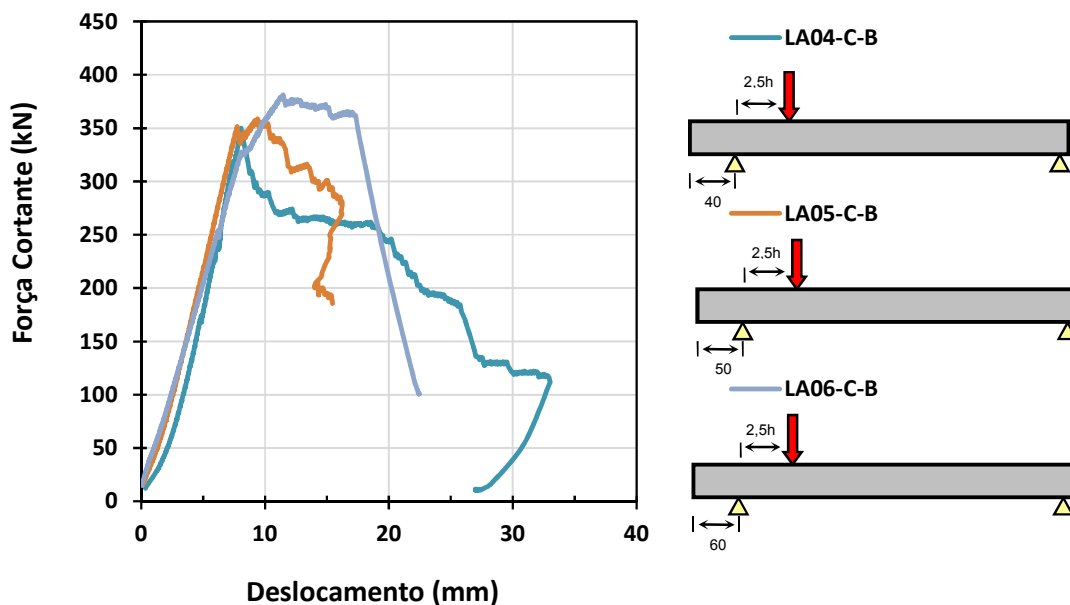 Força Cortante (kN)
450
400
350
300
250
200
150
100
50
0
0
10
20
30
40
Deslocamento (mm)
LA04-C-B
2,5h
40
LA05-C-B
2,5h
50
LA06-C-B
2,5h
60